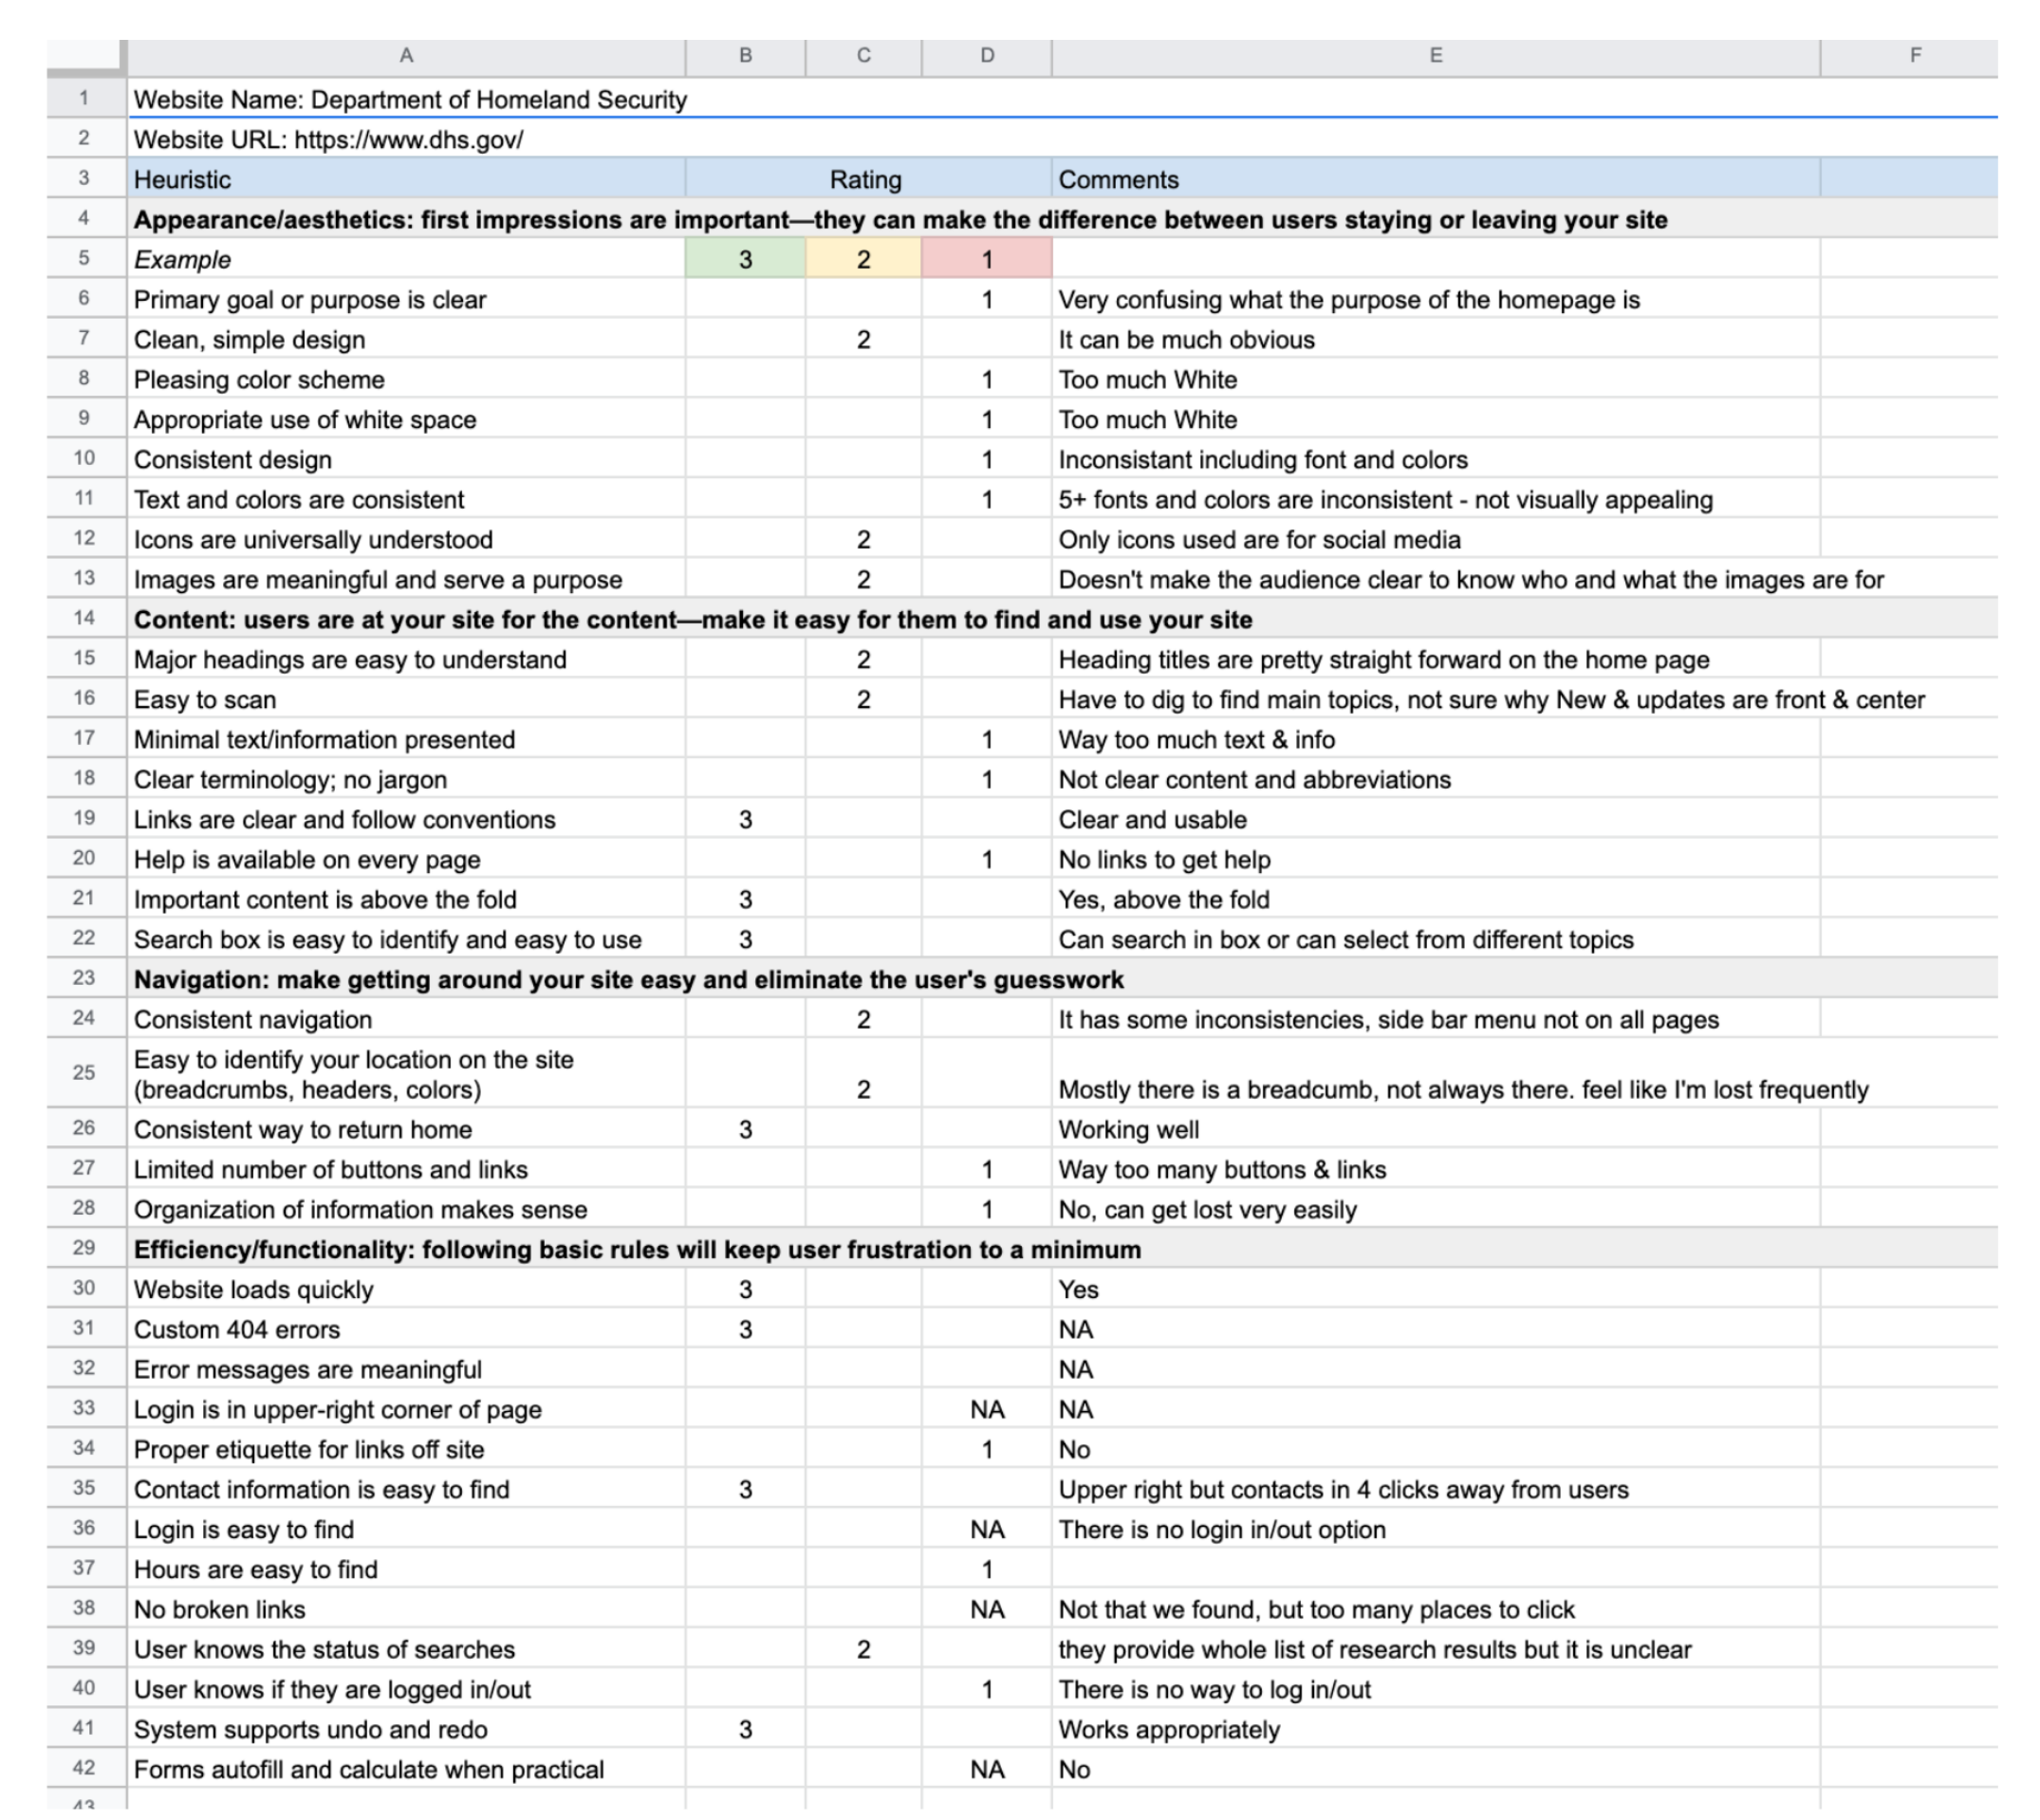 A B C D E F
1 Website Name: Department of Homeland Security
2 Website URL: https://www.dhs.gov/
3 Heuristic Rating Comments
4 Appearance/aesthetics: first impressions are important—they can make the difference between users staying or leaving your site
5 Example 3 2 1
6 Primary goal or purpose is clear 1 Very confusing what the purpose of the homepage is
7 Clean, simple design 2 It can be much obvious
8 Pleasing color scheme 1 Too much White
9 Appropriate use of white space 1 Too much White
10 Consistent design 1 Inconsistant including font and colors
11 Text and colors are consistent 1 5+ fonts and colors are inconsistent - not visually appealing
12 Icons are universally understood 2 Only icons used are for social media
13 Images are meaningful and serve a purpose 2 Doesn't make the audience clear to know who and what the images are for
14 Content: users are at your site for the content—make it easy for them to find and use your site
15 Major headings are easy to understand 2 Heading titles are pretty straight forward on the home page
16 Easy to scan 2 Have to dig to find main topics, not sure why New & updates are front & center
17 Minimal text/information presented 1 Way too much text & info
18 Clear terminology; no jargon 1 Not clear content and abbreviations
19 Links are clear and follow conventions 3 Clear and usable
20 Help is available on every page 1 No links to get help
21 Important content is above the fold 3 Yes, above the fold
22 Search box is easy to identify and easy to use 3 Can search in box or can select from different topics
23 Navigation: make getting around your site easy and eliminate the user's guesswork
24 Consistent navigation 2 It has some inconsistencies, side bar menu not on all pages
Easy to identify your location on the site
25 (breadcrumbs, headers, colors) 2 Mostly there is a breadcumb, not always there. feel like I'm lost frequently
26 Consistent way to return home 3 Working well
27 Limited number of buttons and links 1 Way too many buttons & links
28 Organization of information makes sense 1 No, can get lost very easily
29 Efficiency/functionality: following basic rules will keep user frustration to a minimum
30 Website loads quickly 3 Yes
31 Custom 404 errors 3 NA
32 Error messages are meaningful NA
33 Login is in upper-right corner of page NA NA
34 Proper etiquette for links off site 1 No
35 Contact information is easy to find 3 Upper right but contacts in 4 clicks away from users
36 Login is easy to find NA There is no login in/out option
37 Hours are easy to find 1
38 No broken links NA Not that we found, but too many places to click
39 User knows the status of searches 2 they provide whole list of research results but it is unclear
40 User knows if they are logged in/out 1 There is no way to log in/out
41 System supports undo and redo 3 Works appropriately
42 Forms autofill and calculate when practical NA No
43